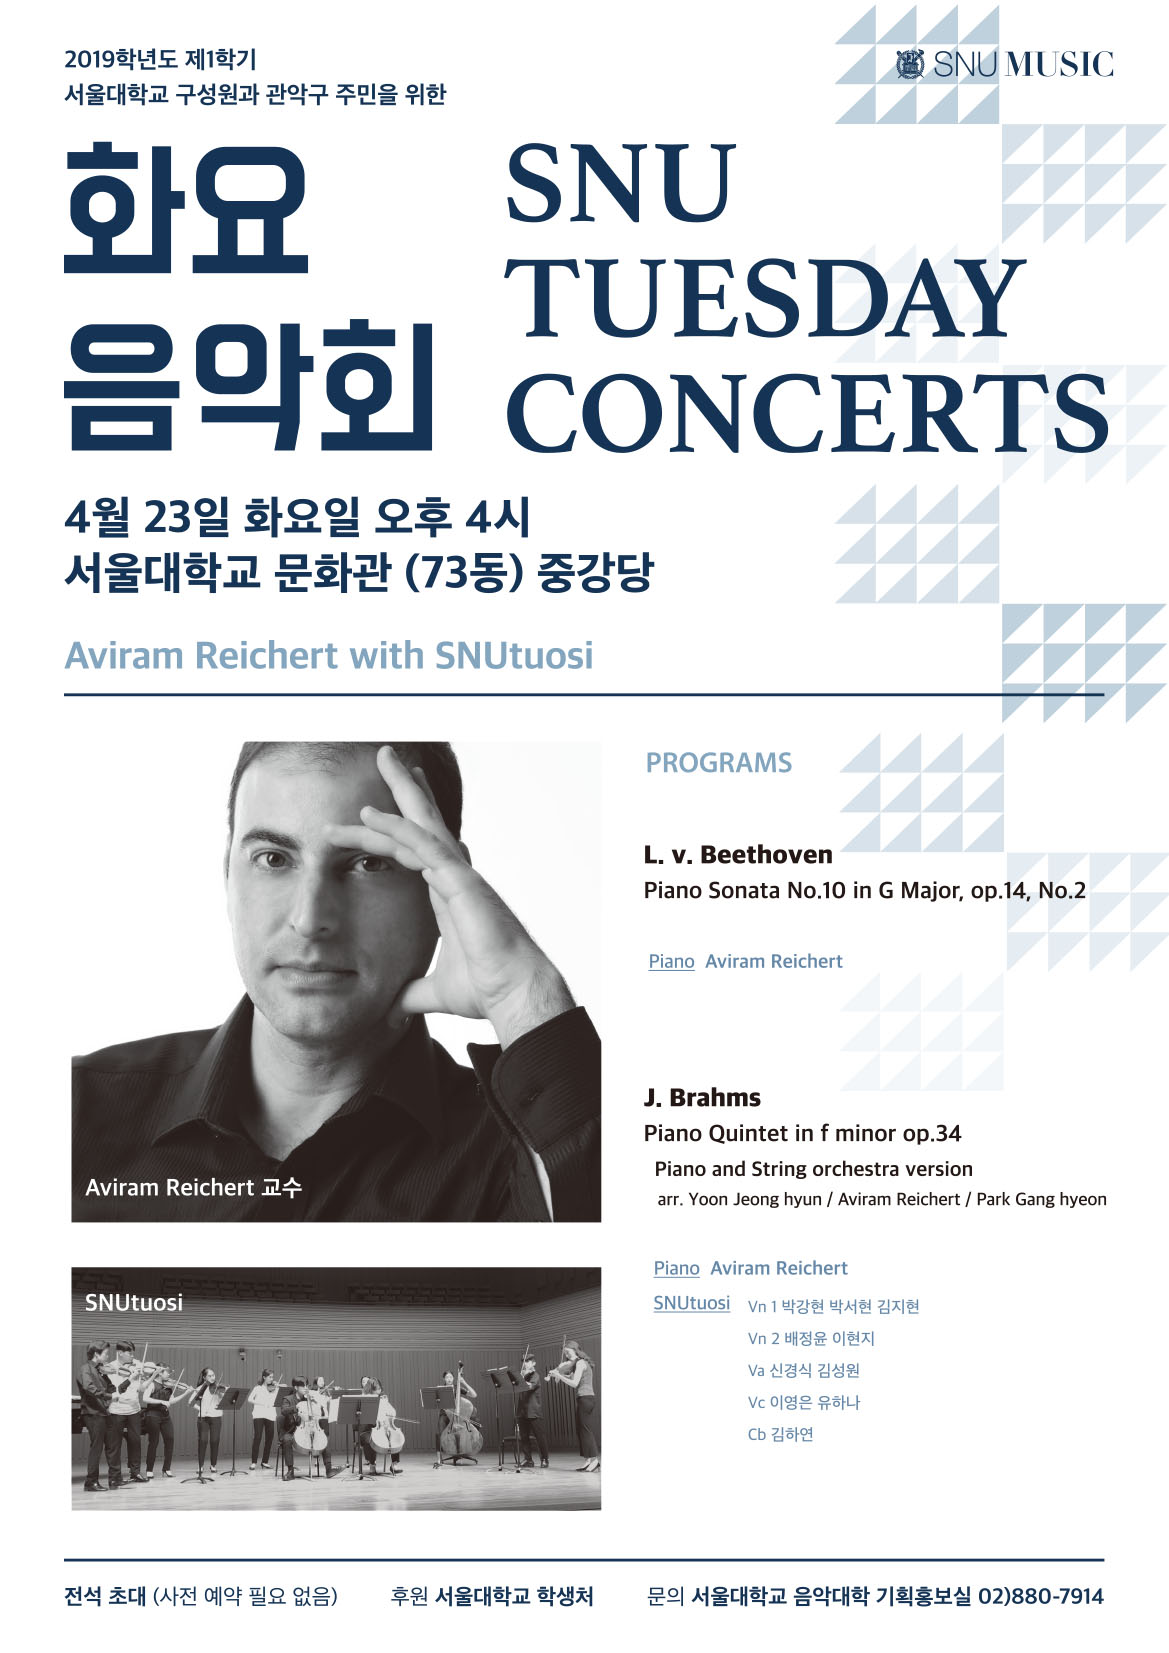 2019학년도 제1학기
서울대학교 구성원과 관악구 주민을 위한
SNU MUSIC
화요
음악회
SNU
TUESDAY
CONCERTS
4월 23일 화요일 오후 4시
서울대학교 문화관 (73동) 중강당
Aviram Reichert with SNUtuosi
Aviram Reichert 교수
SNUtuosi
PROGRAMS
L. v. Beethoven
Piano Sonata No.10 in G Major, op.14, No.2
Piano Aviram Reichert
J. Brahms
Piano Quintet in f minor op.34
Piano and String orchestra version
arr. Yoon Jeong hyun / Aviram Reichert / Park Gang hyeon
Piano Aviram Reichert
SNUtuosi Vn 1 박강현 박서현 김지현
Vn 2 배정윤 이현지
Va 신경식 김성원
Vc 이영은 유하나
Cb 김하연
전석 초대 (사전 예약 필요 없음) 후원 서울대학교 학생처 문의 서울대학교 음악대학 기획홍보실 02)880-7914